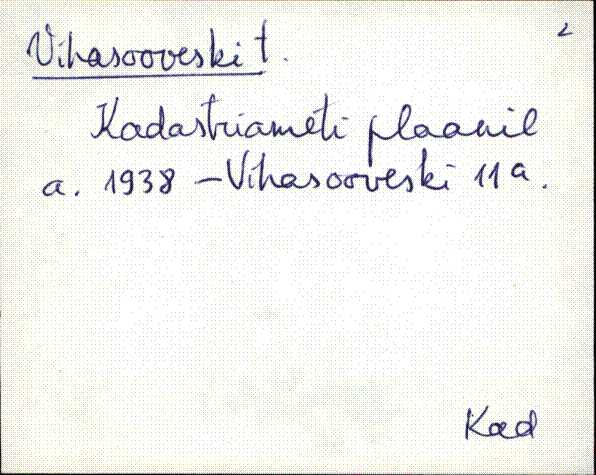 Vihasooveski t. 2
Kadastriameti plaanil
a. 1938 – Vihasooveski 11a.
Kad